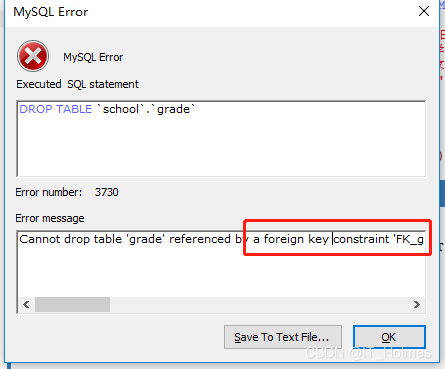 MySQL Error
MySQL Error
Executed SQL statement
DROP TABLE `school`.`grade`
Error number: 3730
Error message
Cannot drop table 'grade' referenced by a foreign key constraint 'FK_g
Save To Text File...
OK
CSDN @IT_Holmes